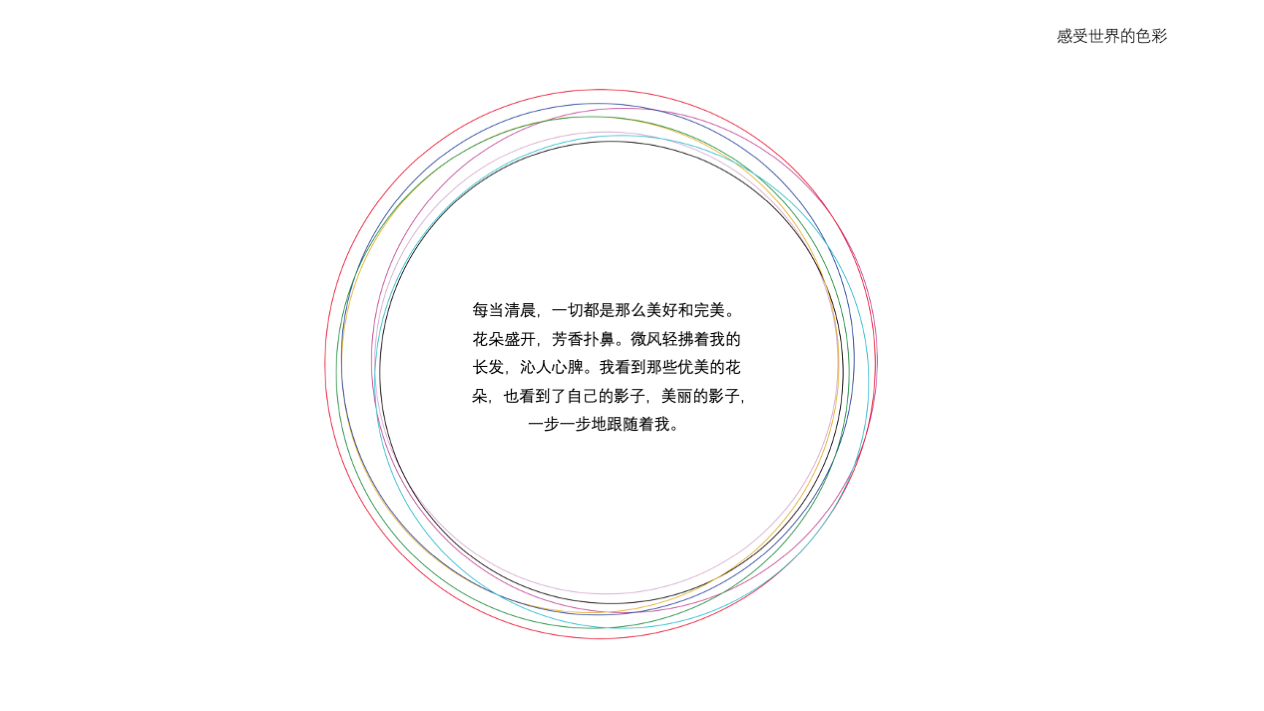 感受世界的色彩
每当清晨，一切都是那么美好和完美。
花朵盛开，芳香扑鼻。微风轻拂着我的
长发，沁人心脾。我看到那些优美的花
朵，也看到了自己的影子，美丽的影子，
一步一步地跟随着我。